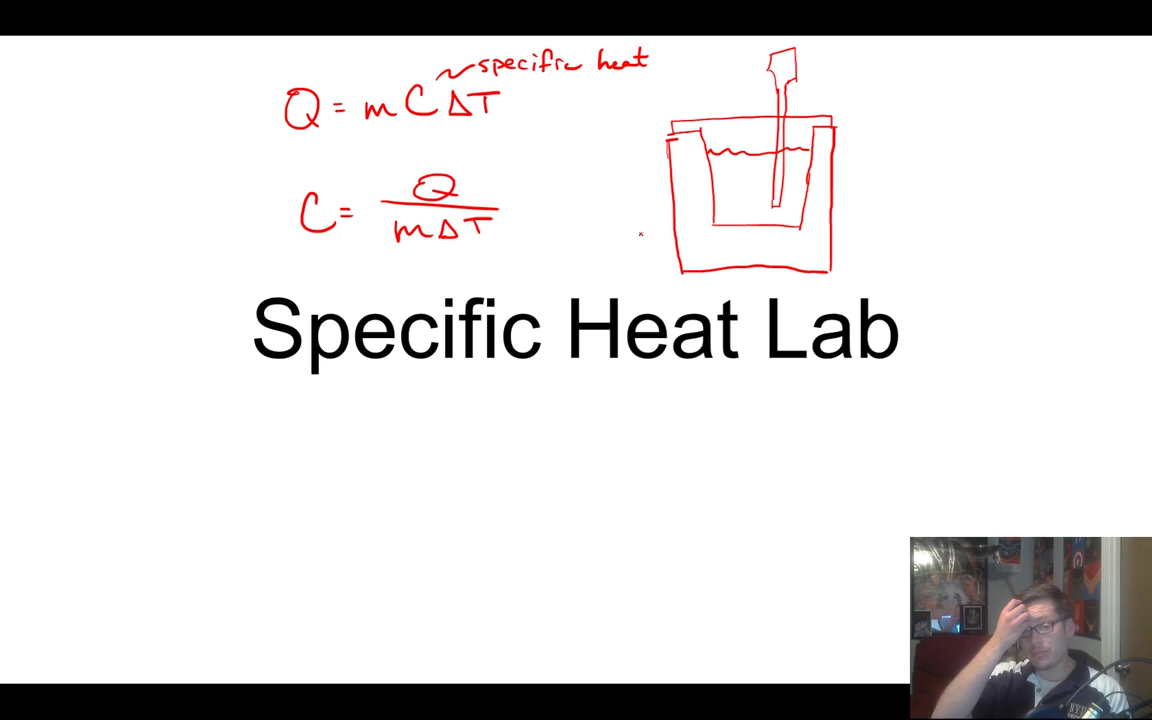 specific heat
Q = mCΔT
C = Q / mΔT
Specific Heat Lab